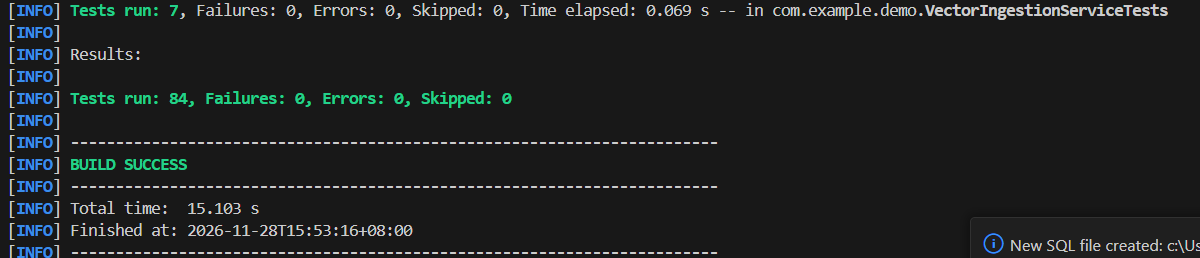 [INFO] Tests run: 7, Failures: 0, Errors: 0, Skipped: 0, Time elapsed: 0.069 s -- in com.example.demo.VectorIngestionServiceTests
[INFO]
[INFO] Results:
[INFO]
[INFO] Tests run: 84, Failures: 0, Errors: 0, Skipped: 0
[INFO]
[INFO] ------------------------------------------------------------------------
[INFO] BUILD SUCCESS
[INFO] ------------------------------------------------------------------------
[INFO] Total time:  15.103 s
[INFO] Finished at: 2026-11-28T15:53:16+08:00
[INFO] ------------------------------------------------------------------------
New SQL file created: c:\Us